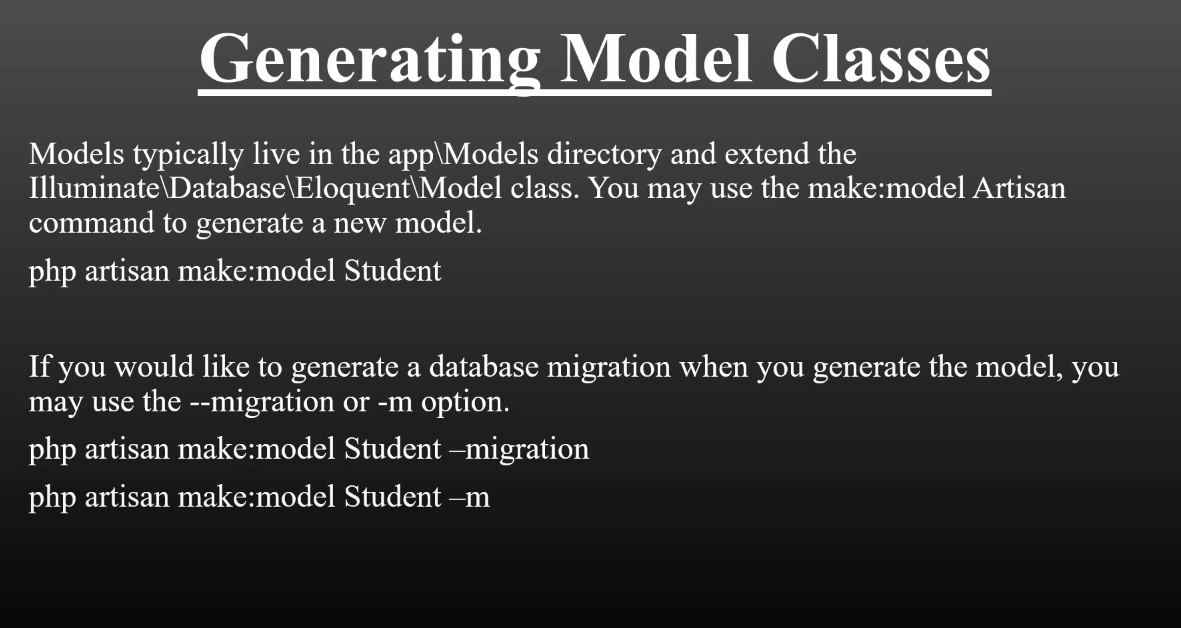 Generating Model Classes
Models typically live in the app\Models directory and extend the
Illuminate\Database\Eloquent\Model class. You may use the make:model Artisan
command to generate a new model.
php artisan make:model Student
If you would like to generate a database migration when you generate the model, you
may use the --migration or -m option.
php artisan make:model Student –migration
php artisan make:model Student –m